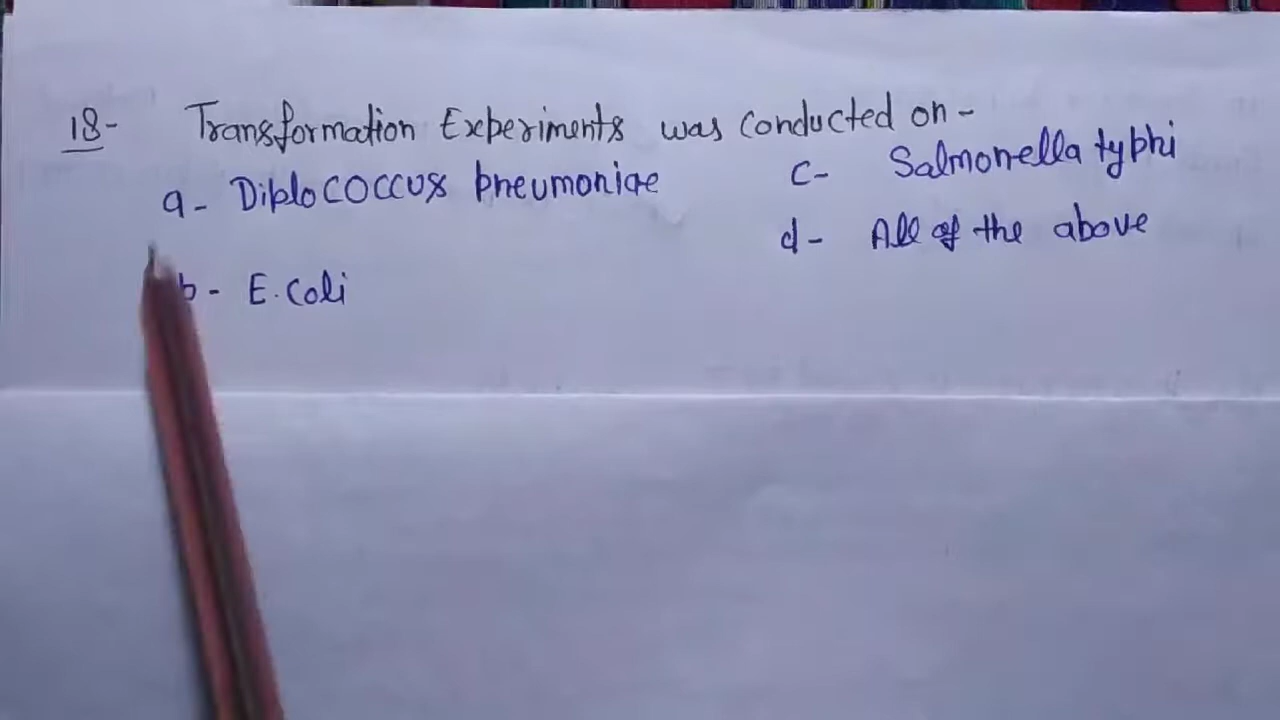 18- Transformation Experiments was conducted on -
a- Diplococcus pneumoniae
b- E. Coli
c- Salmonella typhi
d- All of the above